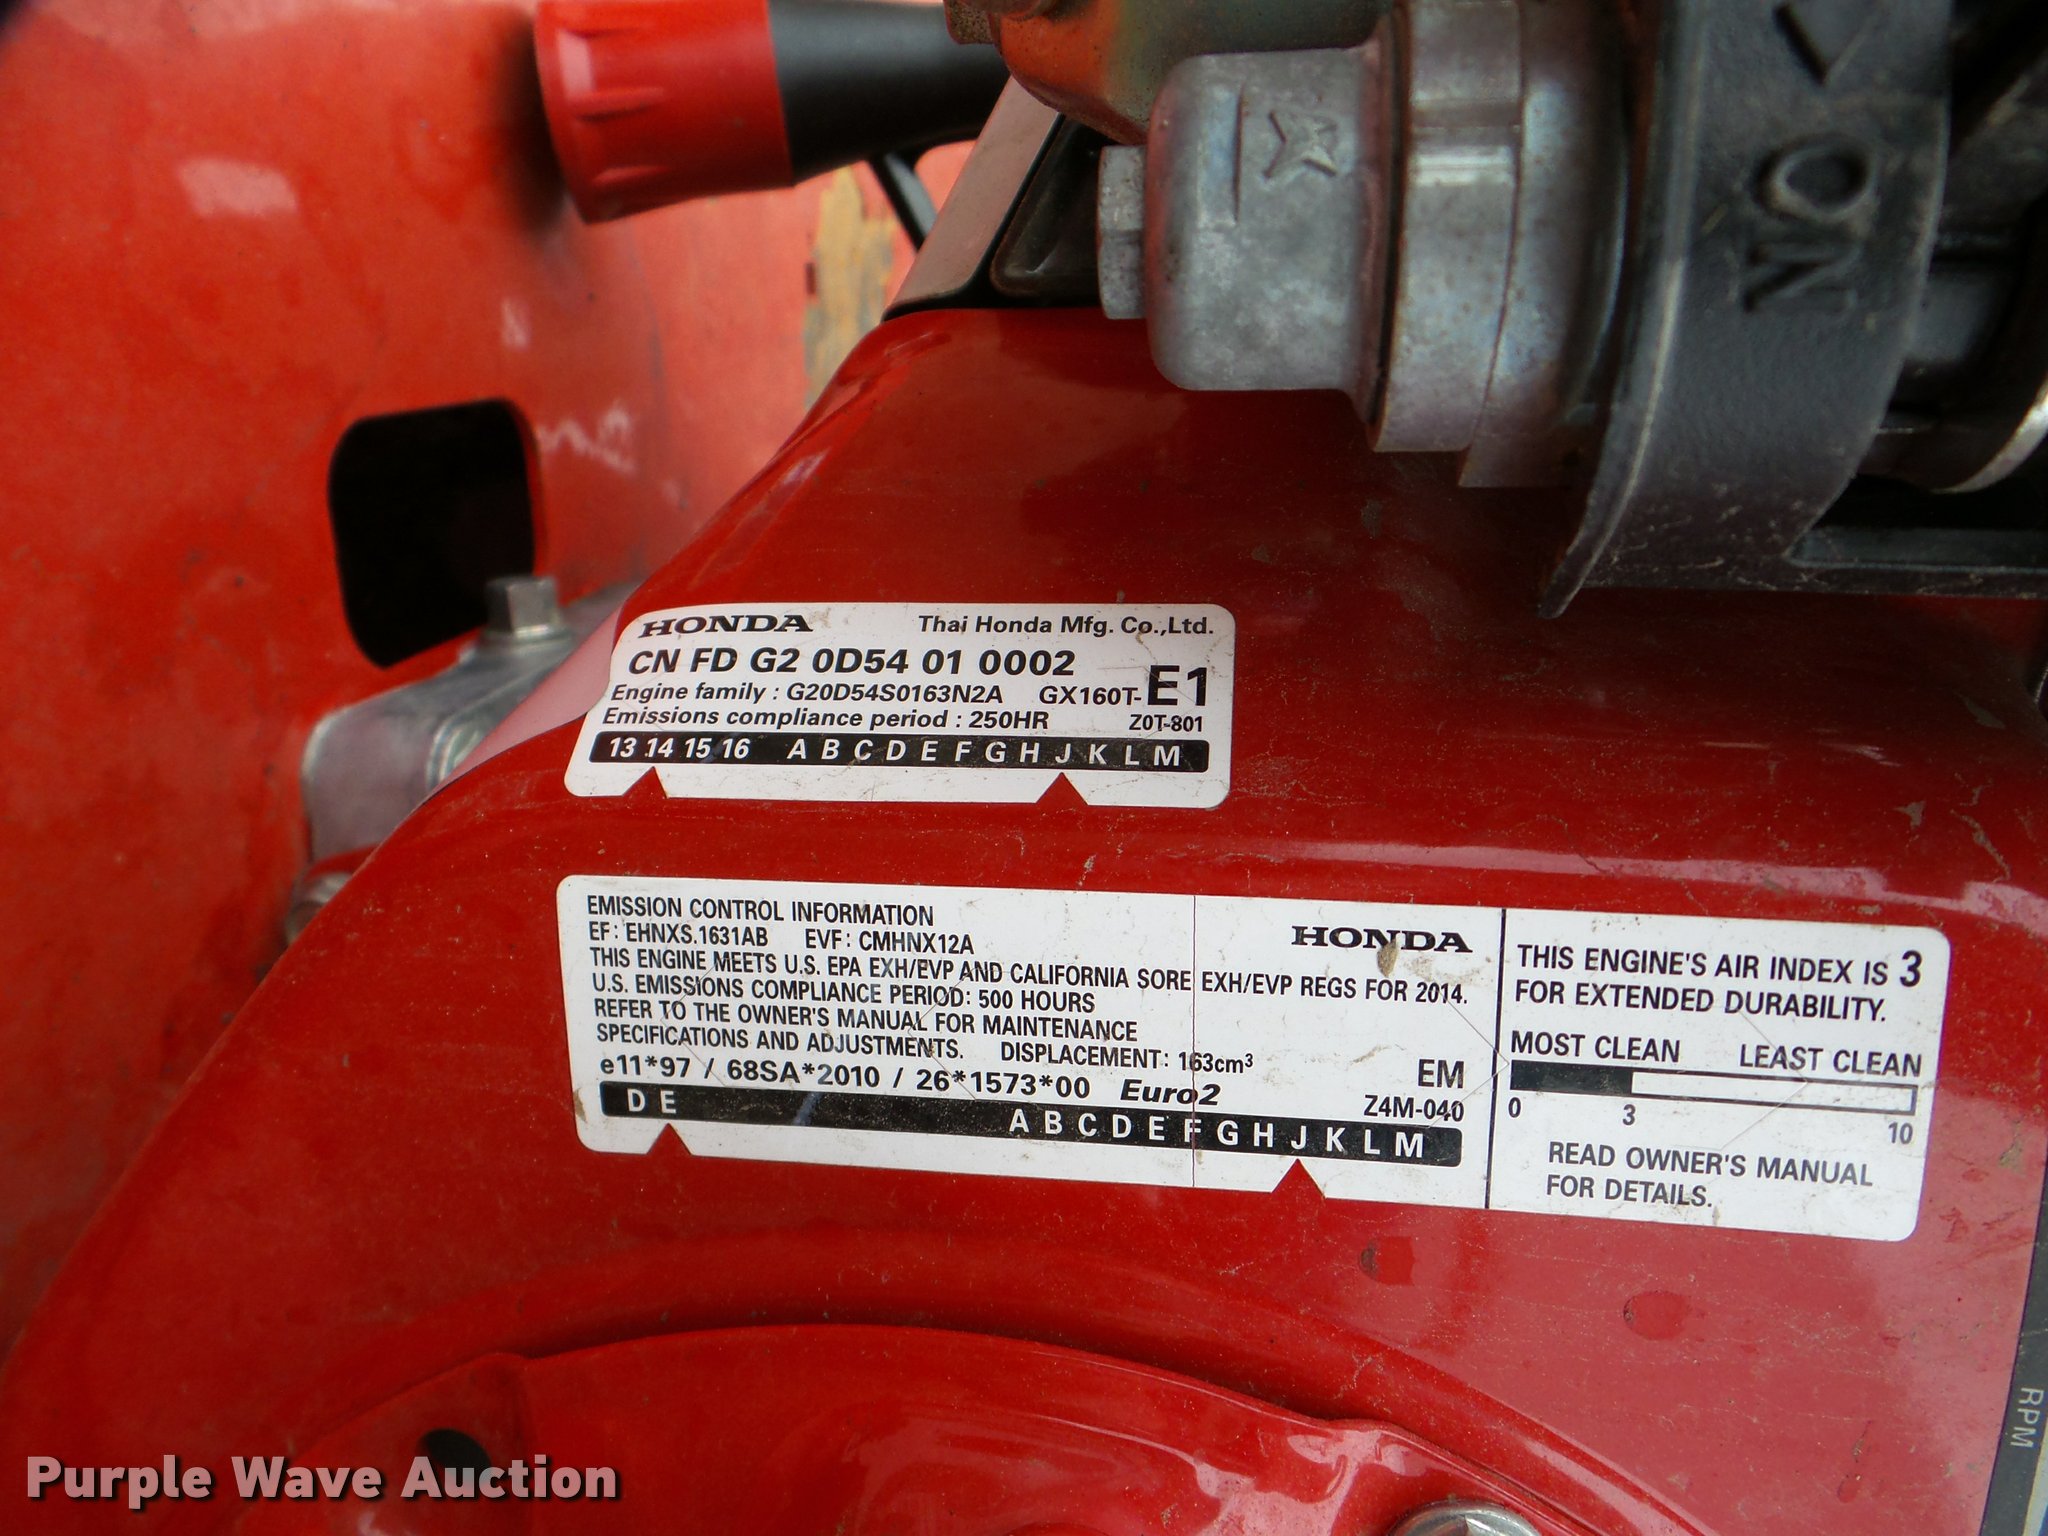 ON
HONDA Thai Honda Mfg. Co.,Ltd.
CN FD G2 0D54 01 0002
Engine family : G20D54S0163N2A GX160T-E1
Emissions compliance period : 250HR Z0T-801
13 14 15 16 A B C D E F G H J K L M
EMISSION CONTROL INFORMATION
EF: EHNXS.1631AB EVF: CMHNX12A HONDA
THIS ENGINE MEETS U.S. EPA EXH/EVP AND CALIFORNIA SORE EXH/EVP REGS FOR 2014.
U.S. EMISSIONS COMPLIANCE PERIOD: 500 HOURS
REFER TO THE OWNER'S MANUAL FOR MAINTENANCE
SPECIFICATIONS AND ADJUSTMENTS. DISPLACEMENT: 163cm³
e11*97 / 68SA*2010 / 26*1573*00 Euro2 EM
Z4M-040
D E A B C D E F G H J K L M
THIS ENGINE'S AIR INDEX IS 3
FOR EXTENDED DURABILITY.
MOST CLEAN LEAST CLEAN
0 3 10
READ OWNER'S MANUAL
FOR DETAILS.
RPM
Purple Wave Auction